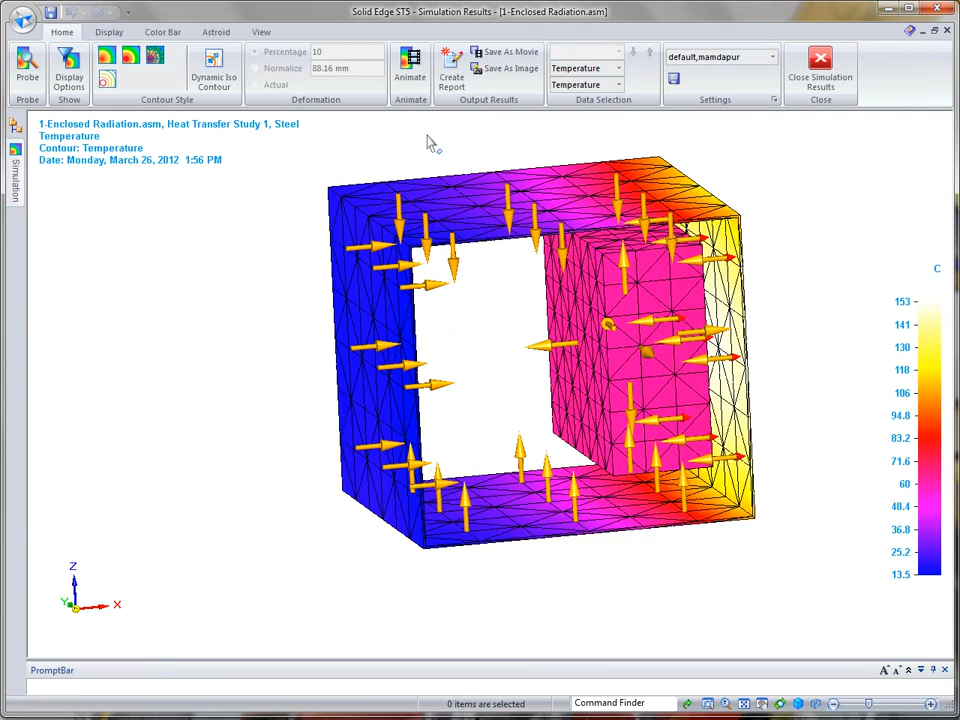 Solid Edge ST5 - Simulation Results - [1-Enclosed Radiation.asm]
Home Display Color Bar Astroid View
Probe
Display Options
Dynamic Iso Contour
Percentage: 10
Normalize 88.16 mm
Actual
Animate
Create Report
Save As Movie
Save As Image
Temperature
Temperature
default,mamdapur
Close Simulation Results
Probe Show Contour Style Deformation Animate Output Results Data Selection Settings Close
Simulation
1-Enclosed Radiation.asm, Heat Transfer Study 1, Steel
Temperature
Contour: Temperature
Date: Monday, March 26, 2012 1:56 PM
C
153
141
130
118
106
94.8
83.2
71.6
60
48.4
36.8
25.2
13.5
Z
Y
X
PromptBar
A A
0 items are selected
Command Finder